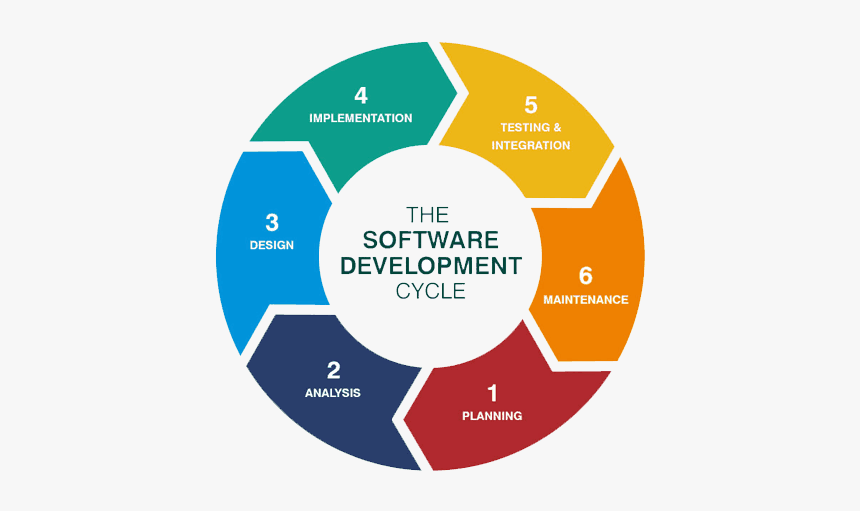 THE
SOFTWARE
DEVELOPMENT
CYCLE
1
PLANNING
2
ANALYSIS
3
DESIGN
4
IMPLEMENTATION
5
TESTING &
INTEGRATION
6
MAINTENANCE